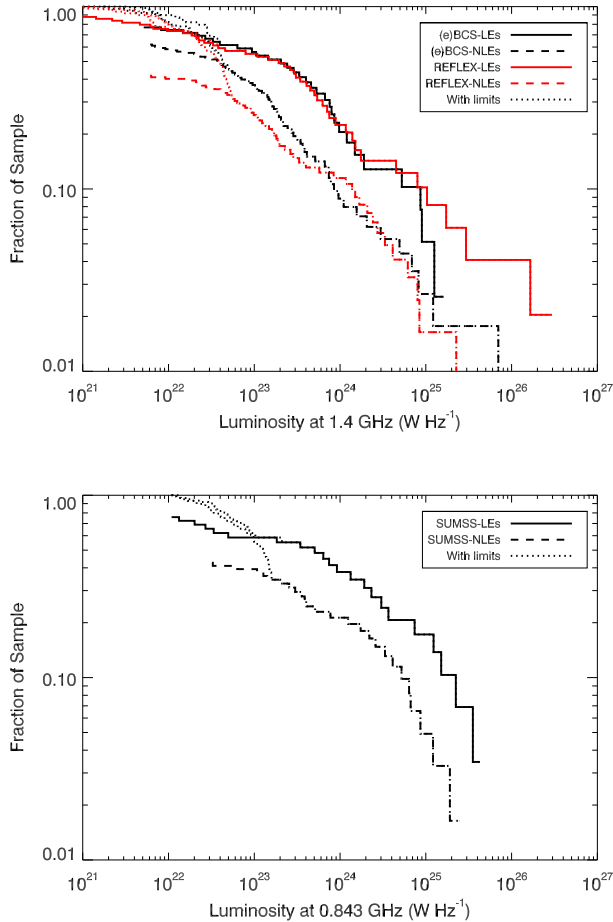 1.00
0.10
0.01
Fraction of Sample
(e)BCS-LEs
(e)BCS-NLEs
REFLEX-LEs
REFLEX-NLEs
With limits
10^21 10^22 10^23 10^24 10^25 10^26 10^27
Luminosity at 1.4 GHz (W Hz^-1)
1.00
0.10
0.01
Fraction of Sample
SUMSS-LEs
SUMSS-NLEs
With limits
10^21 10^22 10^23 10^24 10^25 10^26 10^27
Luminosity at 0.843 GHz (W Hz^-1)